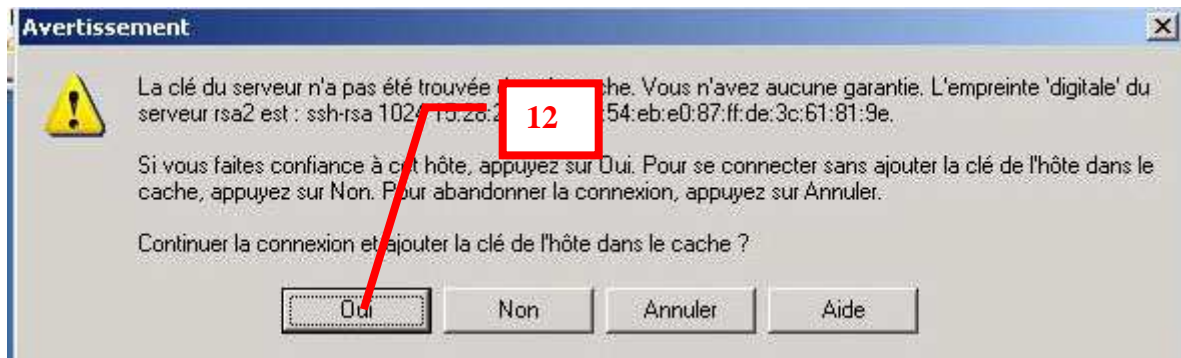 Avertissement
La clé du serveur n'a pas été trouvée che. Vous n'avez aucune garantie. L'empreinte 'digitale' du
serveur rsa2 est : ssh-rsa 1024 54:eb:e0:87:ff:de:3c:61:81:9e.
12
Si vous faites confiance à cet hôte, appuyez sur Oui. Pour se connecter sans ajouter la clé de l'hôte dans le
cache, appuyez sur Non. Pour abandonner la connexion, appuyez sur Annuler.
Continuer la connexion et ajouter la clé de l'hôte dans le cache ?
Oui Non Annuler Aide